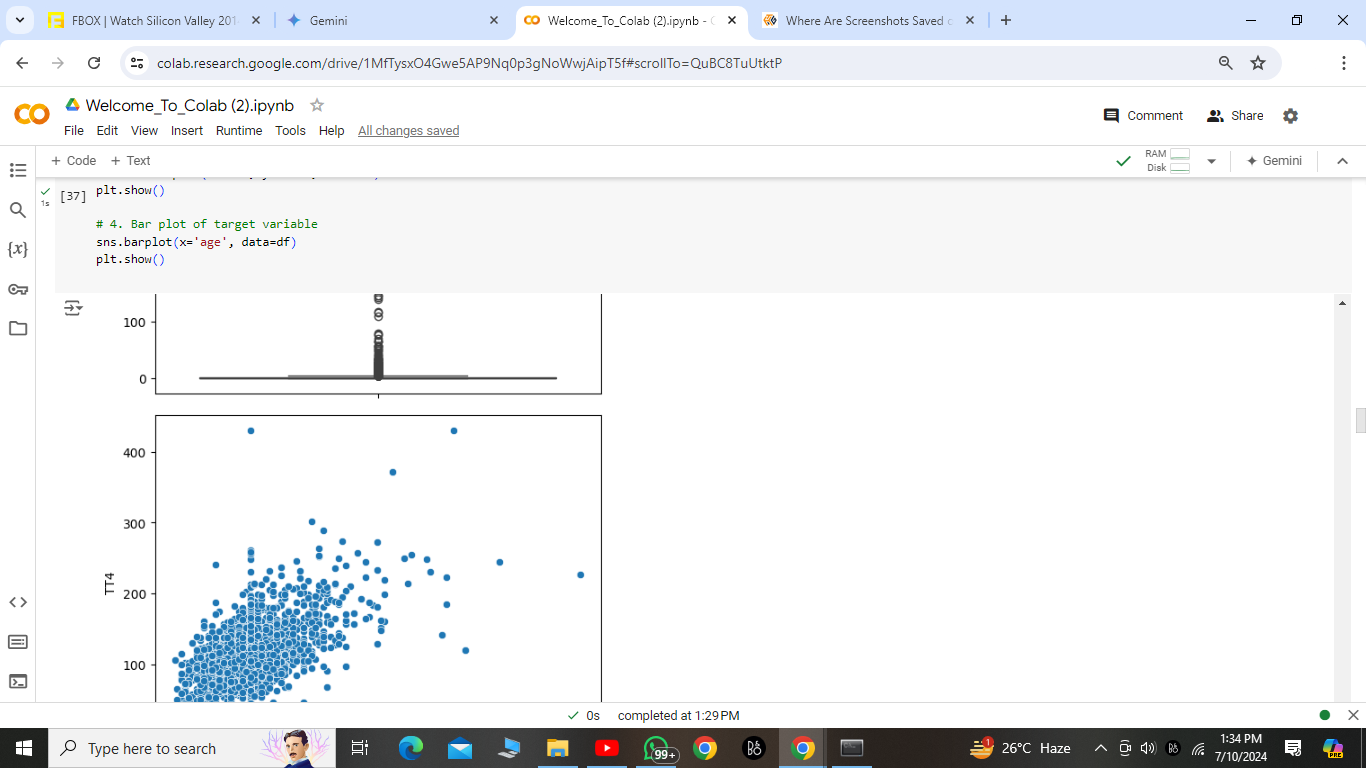 FBOX | Watch Silicon Valley 201
Gemini
Welcome_To_Colab (2).ipynb - C
Where Are Screenshots Saved o
colab.research.google.com/drive/1MfTysxO4Gwe5AP9Nq0p3gNoWwjAipT5f#scrollTo=QuBC8TuUtktP
Welcome_To_Colab (2).ipynb
File Edit View Insert Runtime Tools Help All changes saved
Comment Share
+ Code + Text
RAM
Disk
Gemini
[37]
1s
plt.show()
# 4. Bar plot of target variable
sns.barplot(x='age', data=df)
plt.show()
100
0
400
300
200
100
TT4
0s completed at 1:29 PM
Type here to search
99+
1
26°C Haze
1:34 PM
7/10/2024
PRE